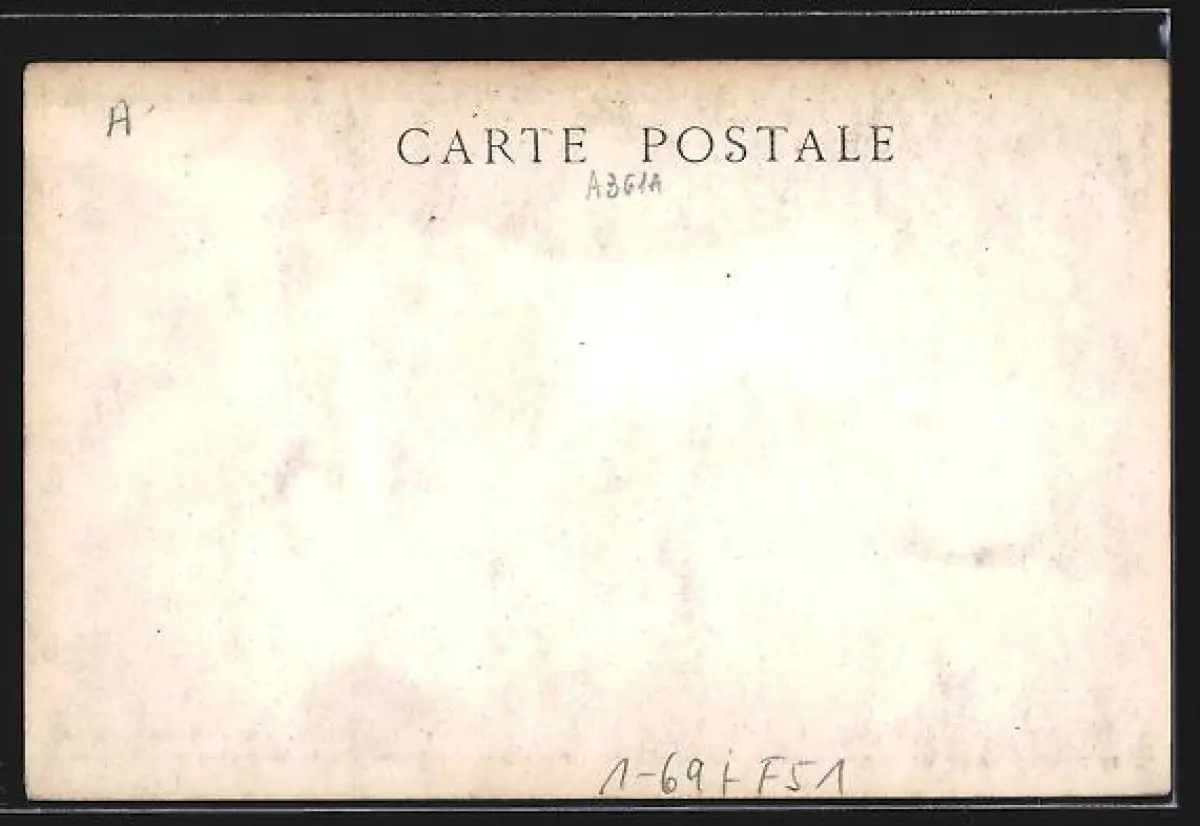 A
CARTE POSTALE
A361A
1-69+F51